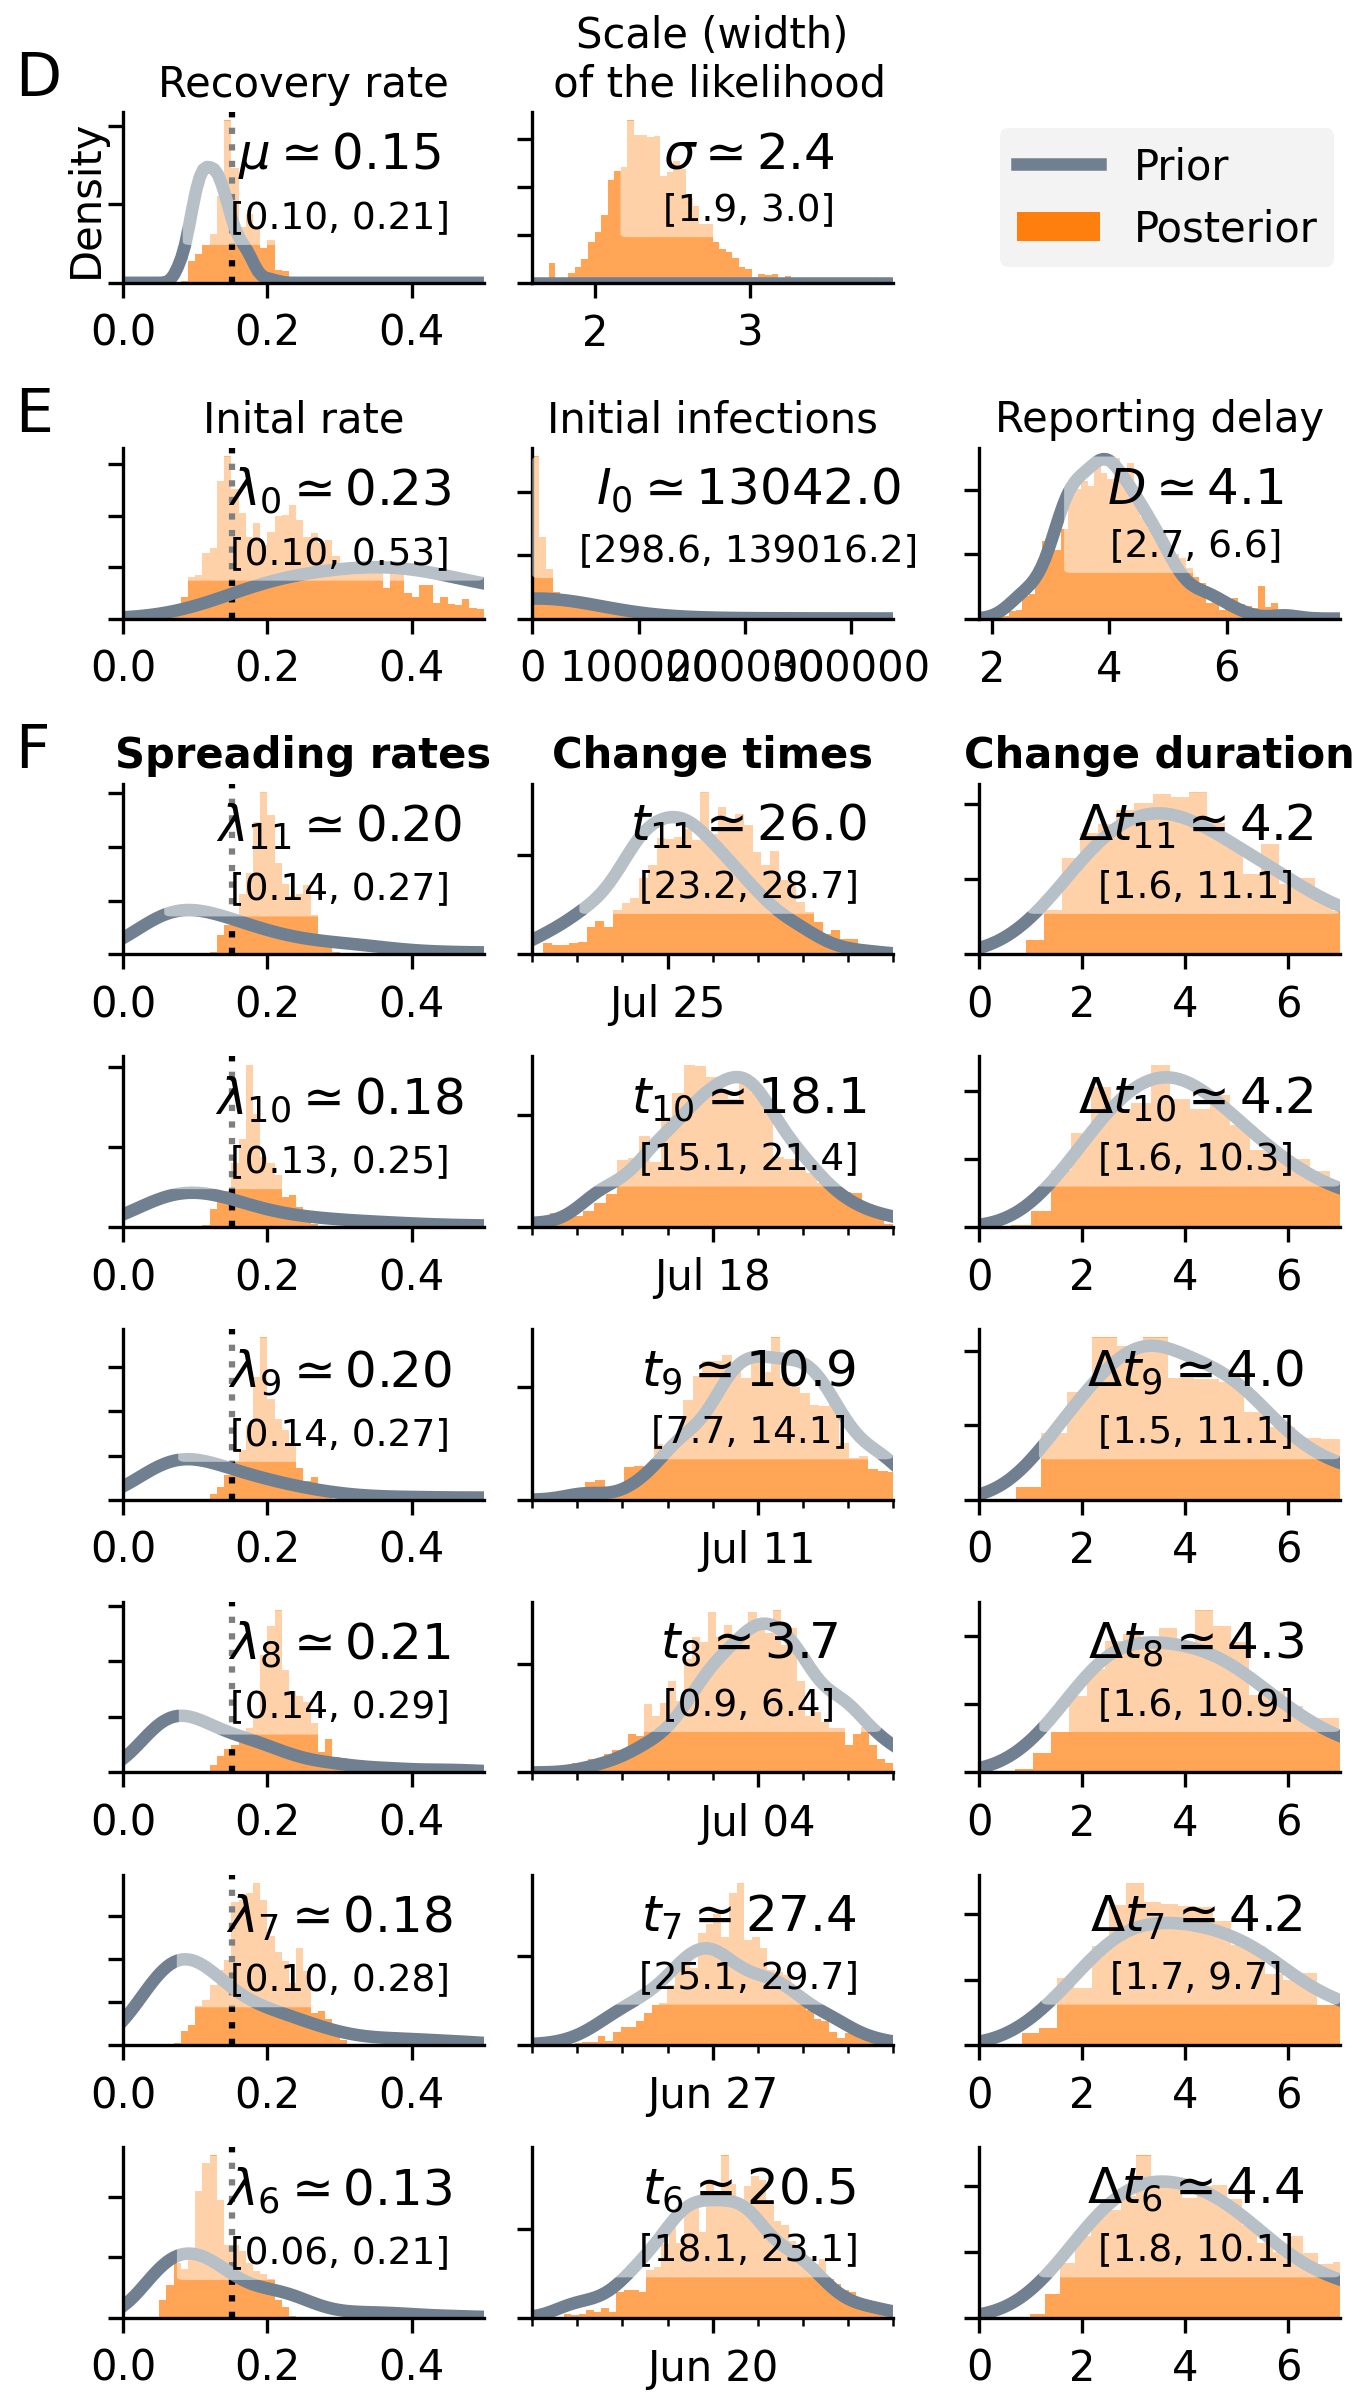 D
Recovery rate
Scale (width)
of the likelihood
Density
μ ≃ 0.15
[0.10, 0.21]
σ ≃ 2.4
[1.9, 3.0]
Prior
Posterior
0.0 0.2 0.4
2 3
E
Inital rate
Initial infections
Reporting delay
λ0 ≃ 0.23
[0.10, 0.53]
I0 ≃ 13042.0
[298.6, 139016.2]
D ≃ 4.1
[2.7, 6.6]
0.0 0.2 0.4
0 100000 200000 300000
2 4 6
F
Spreading rates
Change times
Change duration
λ11 ≃ 0.20
[0.14, 0.27]
t11 ≃ 26.0
[23.2, 28.7]
Δt11 ≃ 4.2
[1.6, 11.1]
0.0 0.2 0.4
Jul 25
0 2 4 6
λ10 ≃ 0.18
[0.13, 0.25]
t10 ≃ 18.1
[15.1, 21.4]
Δt10 ≃ 4.2
[1.6, 10.3]
0.0 0.2 0.4
Jul 18
0 2 4 6
λ9 ≃ 0.20
[0.14, 0.27]
t9 ≃ 10.9
[7.7, 14.1]
Δt9 ≃ 4.0
[1.5, 11.1]
0.0 0.2 0.4
Jul 11
0 2 4 6
λ8 ≃ 0.21
[0.14, 0.29]
t8 ≃ 3.7
[0.9, 6.4]
Δt8 ≃ 4.3
[1.6, 10.9]
0.0 0.2 0.4
Jul 04
0 2 4 6
λ7 ≃ 0.18
[0.10, 0.28]
t7 ≃ 27.4
[25.1, 29.7]
Δt7 ≃ 4.2
[1.7, 9.7]
0.0 0.2 0.4
Jun 27
0 2 4 6
λ6 ≃ 0.13
[0.06, 0.21]
t6 ≃ 20.5
[18.1, 23.1]
Δt6 ≃ 4.4
[1.8, 10.1]
0.0 0.2 0.4
Jun 20
0 2 4 6